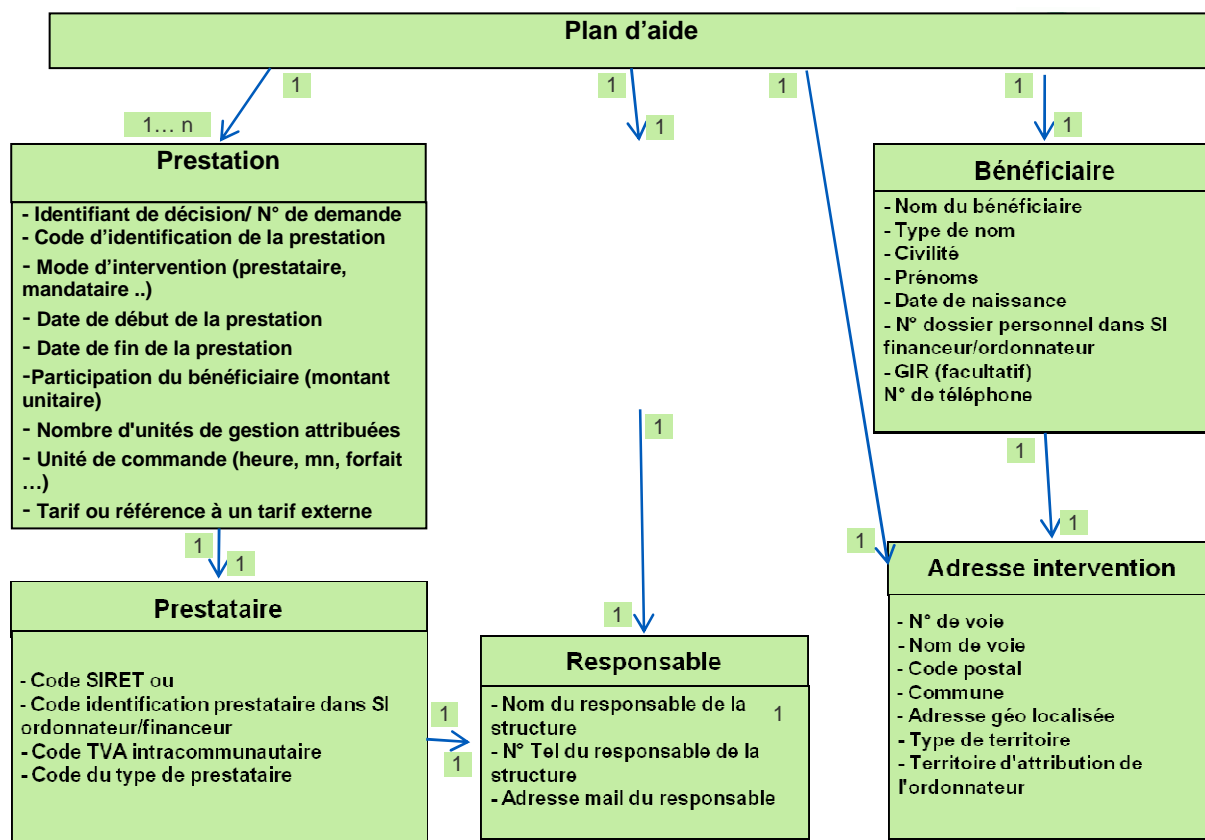 Plan d'aide
1
1
1
1
1... n
1
1
Prestation
- Identifiant de décision/ N° de demande
- Code d'identification de la prestation
- Mode d'intervention (prestataire,
mandataire ..)
- Date de début de la prestation
- Date de fin de la prestation
-Participation du bénéficiaire (montant
unitaire)
- Nombre d'unités de gestion attribuées
- Unité de commande (heure, mn, forfait
...)
- Tarif ou référence à un tarif externe
Bénéficiaire
- Nom du bénéficiaire
- Type de nom
- Civilité
- Prénoms
- Date de naissance
- N° dossier personnel dans SI
financeur/ordonnateur
- GIR (facultatif)
N° de téléphone
1
1
1
1
1
1
1
Prestataire
- Code SIRET ou
- Code identification prestataire dans SI
ordonnateur/financeur
- Code TVA intracommunautaire
- Code du type de prestataire
1
1
1
Responsable
- Nom du responsable de la
structure
1
- N° Tel du responsable de la
structure
- Adresse mail du responsable
Adresse intervention
- N° de voie
- Nom de voie
- Code postal
- Commune
- Adresse géo localisée
- Type de territoire
- Territoire d'attribution de
l'ordonnateur